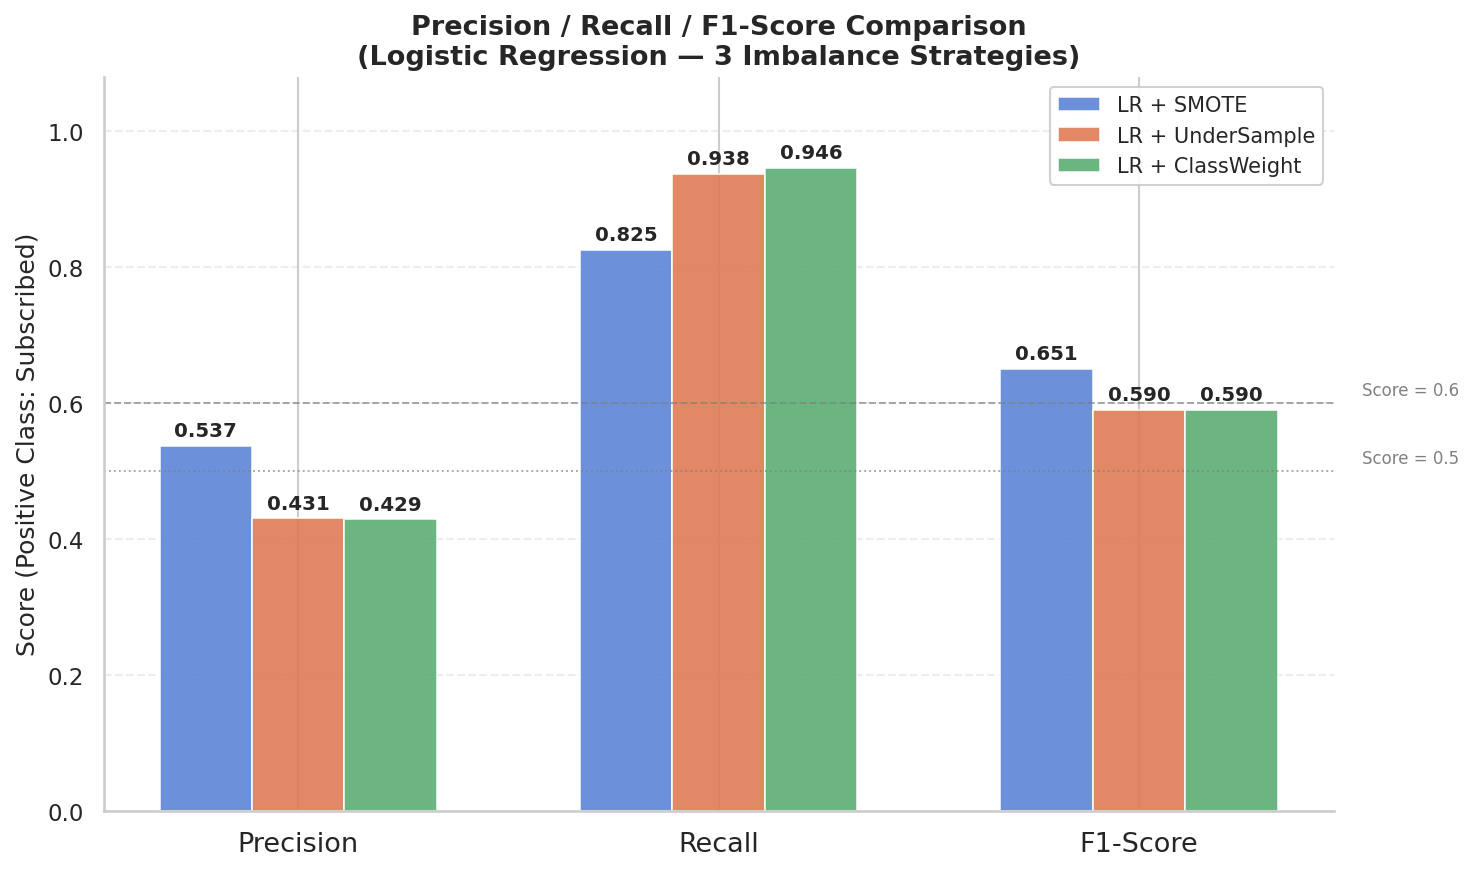 Precision / Recall / F1-Score Comparison
(Logistic Regression — 3 Imbalance Strategies)
LR + SMOTE
LR + UnderSample
LR + ClassWeight
Score (Positive Class: Subscribed)
1.0
0.8
0.6
0.4
0.2
0.0
0.537
0.431
0.429
0.825
0.938
0.946
0.651
0.590
0.590
Score = 0.6
Score = 0.5
Precision
Recall
F1-Score